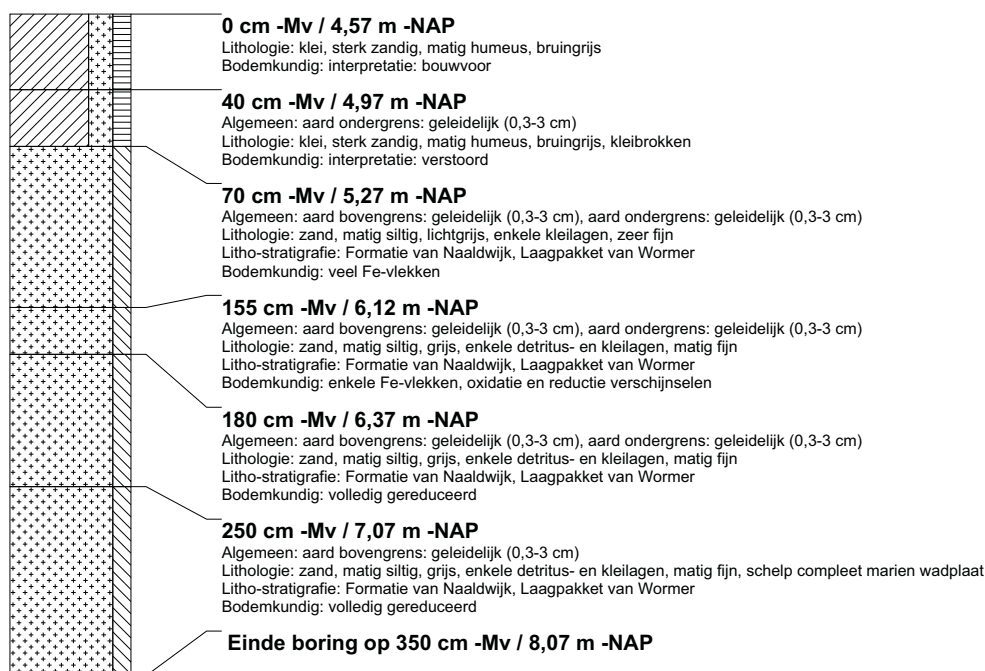 0 cm -Mv / 4,57 m -NAP
Lithologie: klei, sterk zandig, matig humeus, bruingrijs
Bodemkundig: interpretatie: bouwvoor
40 cm -Mv / 4,97 m -NAP
Algemeen: aard ondergrens: geleidelijk (0,3-3 cm)
Lithologie: klei, sterk zandig, matig humeus, bruingrijs, kleibrokken
Bodemkundig: interpretatie: verstoord
70 cm -Mv / 5,27 m -NAP
Algemeen: aard bovengrens: geleidelijk (0,3-3 cm), aard ondergrens: geleidelijk (0,3-3 cm)
Lithologie: zand, matig siltig, lichtgrijs, enkele kleilagen, zeer fijn
Litho-stratigrafie: Formatie van Naaldwijk, Laagpakket van Wormer
Bodemkundig: veel Fe-vlekken
155 cm -Mv / 6,12 m -NAP
Algemeen: aard bovengrens: geleidelijk (0,3-3 cm), aard ondergrens: geleidelijk (0,3-3 cm)
Lithologie: zand, matig siltig, grijs, enkele detritus- en kleilagen, matig fijn
Litho-stratigrafie: Formatie van Naaldwijk, Laagpakket van Wormer
Bodemkundig: enkele Fe-vlekken, oxidatie en reductie verschijnselen
180 cm -Mv / 6,37 m -NAP
Algemeen: aard bovengrens: geleidelijk (0,3-3 cm), aard ondergrens: geleidelijk (0,3-3 cm)
Lithologie: zand, matig siltig, grijs, enkele detritus- en kleilagen, matig fijn
Litho-stratigrafie: Formatie van Naaldwijk, Laagpakket van Wormer
Bodemkundig: volledig gereduceerd
250 cm -Mv / 7,07 m -NAP
Algemeen: aard bovengrens: geleidelijk (0,3-3 cm)
Lithologie: zand, matig siltig, grijs, enkele detritus- en kleilagen, matig fijn, schelp compleet marien wadplaat
Litho-stratigrafie: Formatie van Naaldwijk, Laagpakket van Wormer
Bodemkundig: volledig gereduceerd
Einde boring op 350 cm -Mv / 8,07 m -NAP